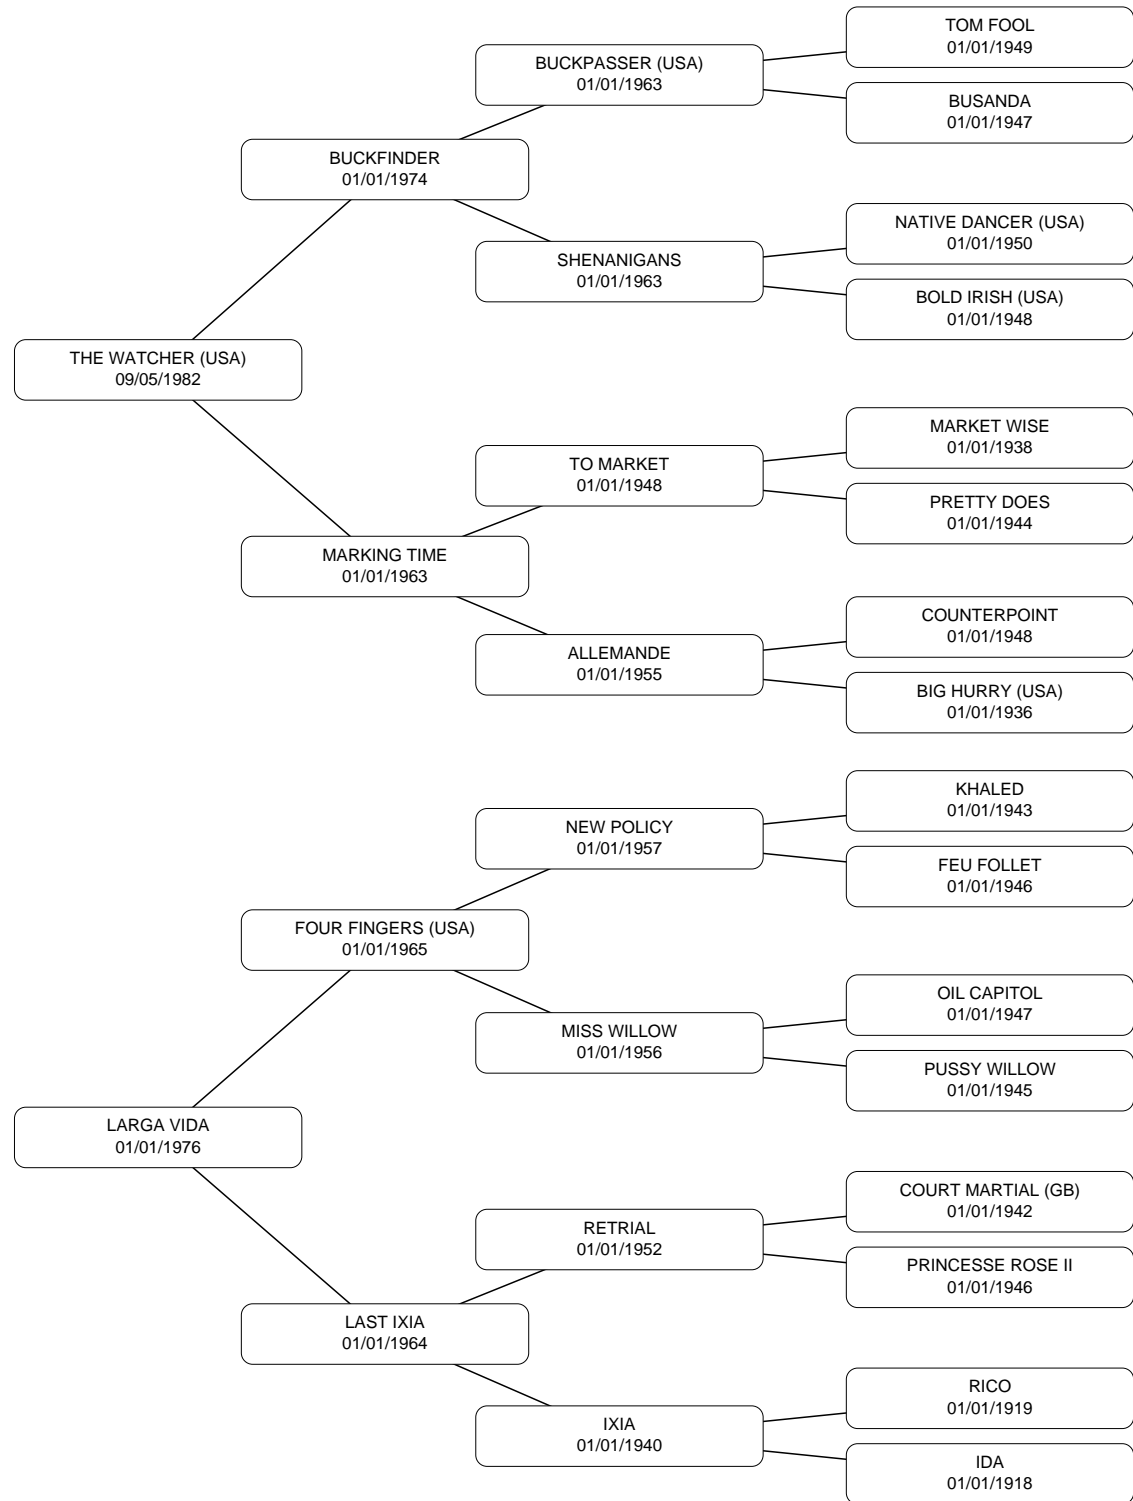 TOM FOOL
01/01/1949
BUCKPASSER (USA)
01/01/1963
BUSANDA
01/01/1947
BUCKFINDER
01/01/1974
NATIVE DANCER (USA)
01/01/1950
SHENANIGANS
01/01/1963
BOLD IRISH (USA)
01/01/1948
THE WATCHER (USA)
09/05/1982
MARKET WISE
01/01/1938
TO MARKET
01/01/1948
PRETTY DOES
01/01/1944
MARKING TIME
01/01/1963
COUNTERPOINT
01/01/1948
ALLEMANDE
01/01/1955
BIG HURRY (USA)
01/01/1936
KHALED
01/01/1943
NEW POLICY
01/01/1957
FEU FOLLET
01/01/1946
FOUR FINGERS (USA)
01/01/1965
OIL CAPITOL
01/01/1947
MISS WILLOW
01/01/1956
PUSSY WILLOW
01/01/1945
LARGA VIDA
01/01/1976
COURT MARTIAL (GB)
01/01/1942
RETRIAL
01/01/1952
PRINCESSE ROSE II
01/01/1946
LAST IXIA
01/01/1964
RICO
01/01/1919
IXIA
01/01/1940
IDA
01/01/1918